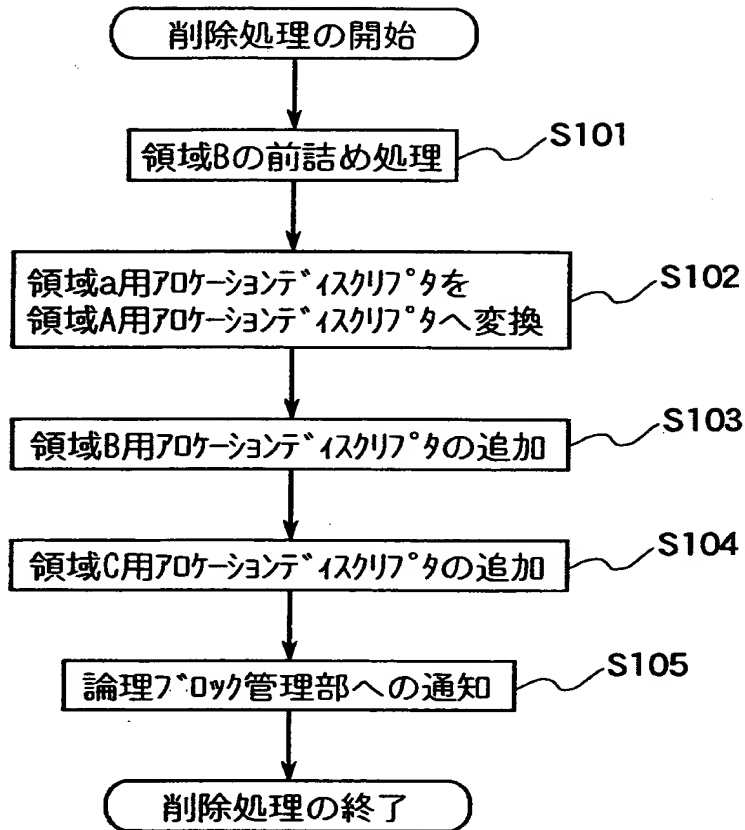 削除処理の開始
領域Bの前詰め処理
S101
領域a用ｱﾛｹｰｼｮﾝﾃﾞｨｽｸﾘﾌﾟﾀを
領域A用ｱﾛｹｰｼｮﾝﾃﾞｨｽｸﾘﾌﾟﾀへ変換
S102
領域B用ｱﾛｹｰｼｮﾝﾃﾞｨｽｸﾘﾌﾟﾀの追加
S103
領域C用ｱﾛｹｰｼｮﾝﾃﾞｨｽｸﾘﾌﾟﾀの追加
S104
論理ﾌﾞﾛｯｸ管理部への通知
S105
削除処理の終了